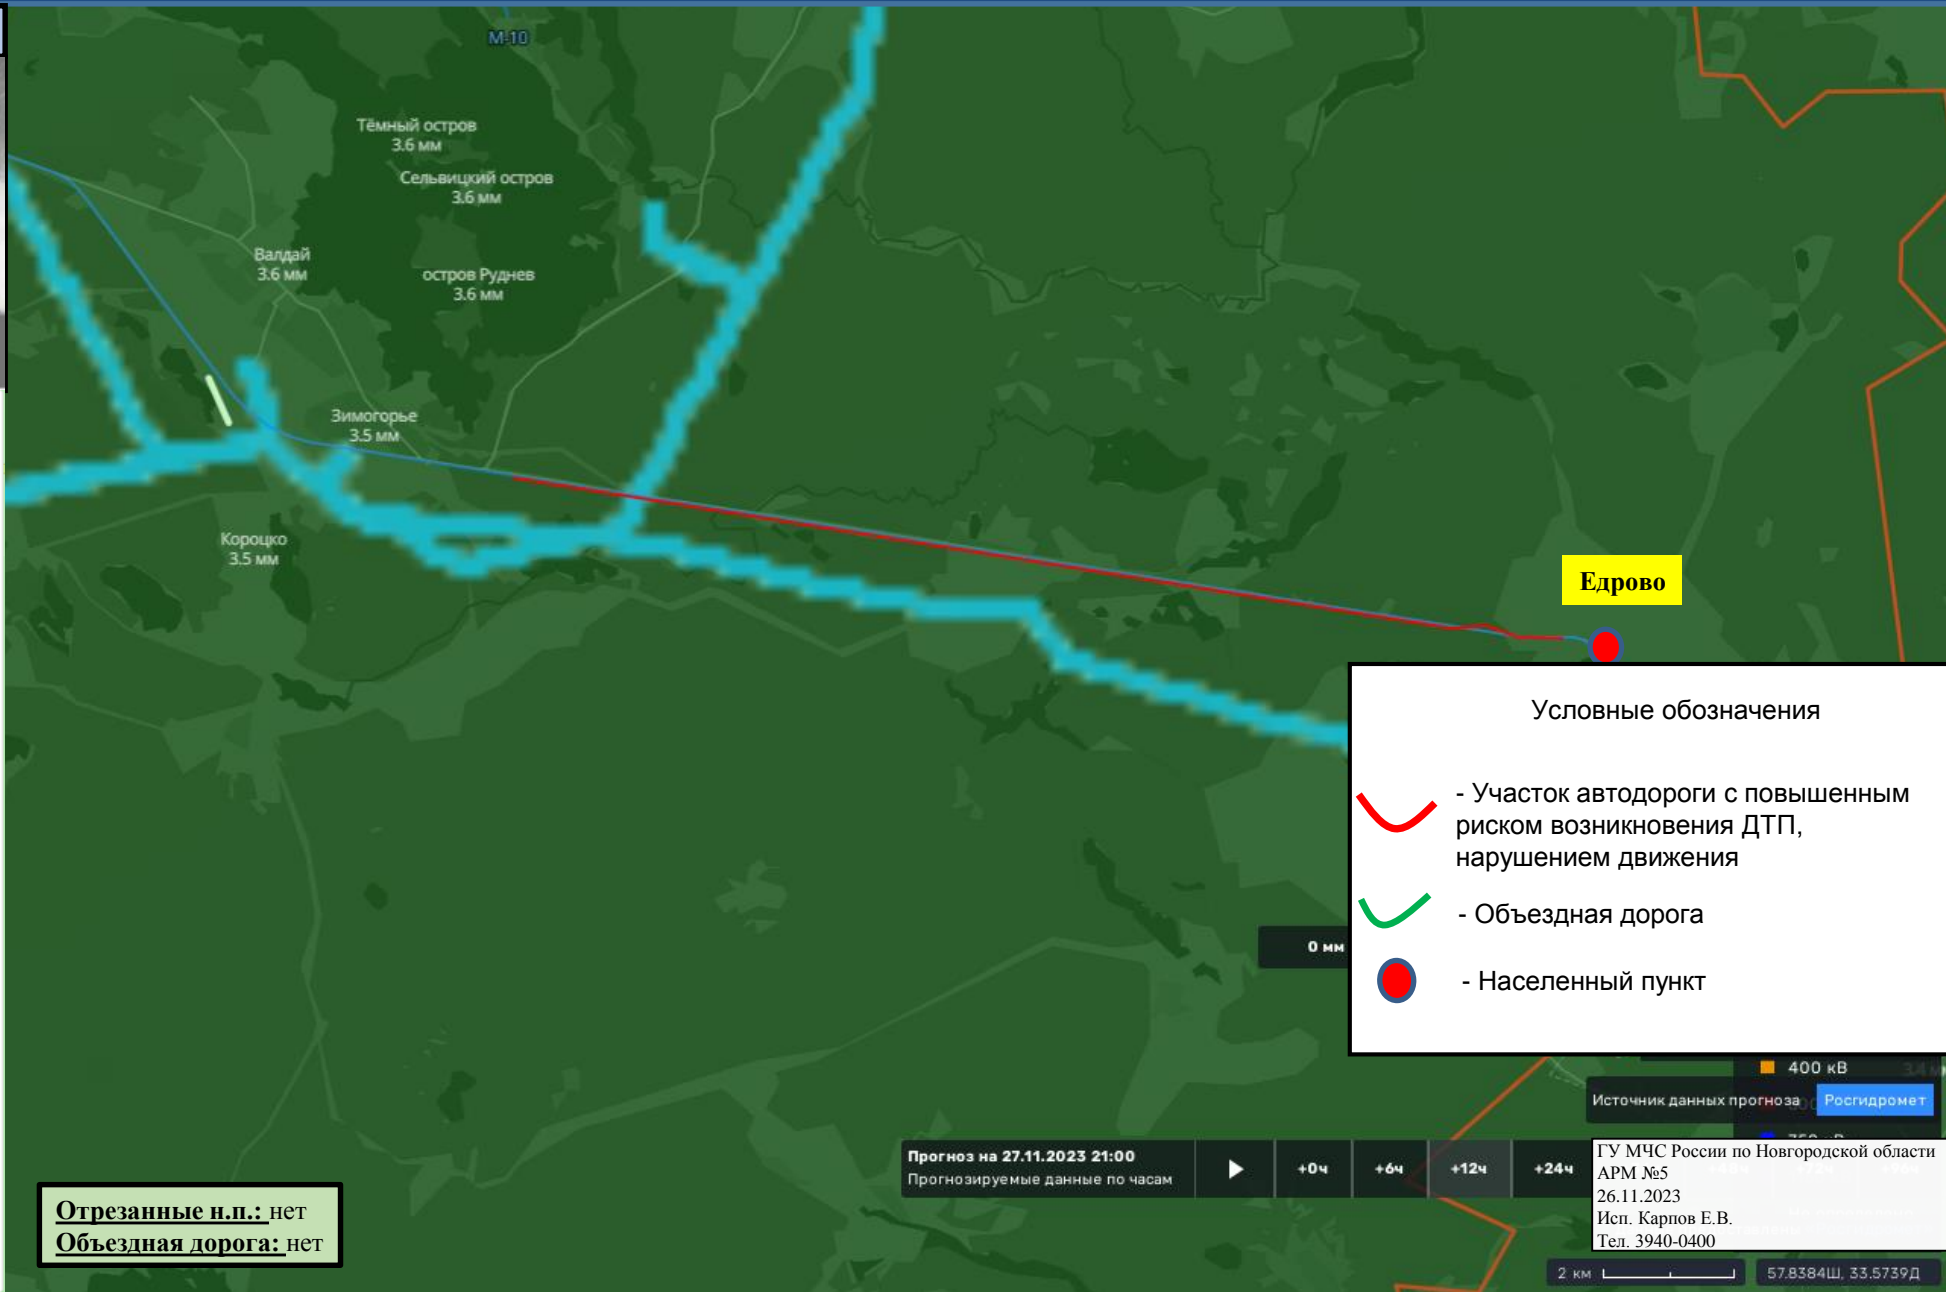 М-10
Тёмный остров
3.6 мм
Сельвицкий остров
3.6 мм
Валдай
3.6 мм
остров Руднев
3.6 мм
Зимогорье
3.5 мм
Короцко
3.5 мм
Едрово
Условные обозначения
- Участок автодороги с повышенным
риском возникновения ДТП,
нарушением движения
- Объездная дорога
- Населенный пункт
0 мм
400 кВ
Источник данных прогноза
Росгидромет
Прогноз на 27.11.2023 21:00
Прогнозируемые данные по часам
+0ч
+6ч
+12ч
+24ч
ГУ МЧС России по Новгородской области
АРМ №5
26.11.2023
Исп. Карпов Е.В.
Тел. 3940-0400
Отрезанные н.п.: нет
Объездная дорога: нет
2 км
57.8384Ш, 33.5739Д